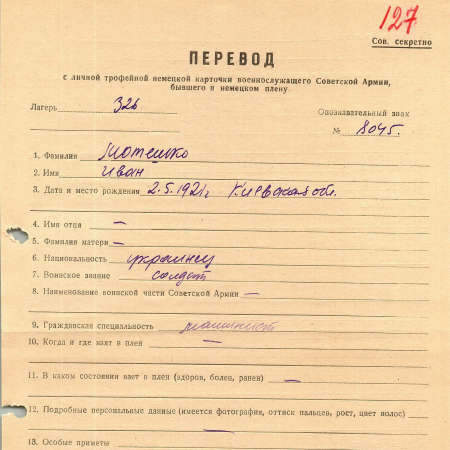 127
Сов. секретно
ПЕРЕВОД
с личной трофейной немецкой карточки военнослужащего Советской Армии,
бывшего в немецком плену
Лагерь 326
Опознавательный знак
№ 8045.
1. Фамилия Мотешко
2. Имя Иван
3. Дата и место рождения 2.5.1921г. Киевская обл.
4. Имя отца —
5. Фамилия матери —
6. Национальность украинец
7. Воинское звание солдат
8. Наименование воинской части Советской Армии —
9. Гражданская специальность машинист
10. Когда и где взят в плен —
11. В каком состоянии взят в плен (здоров, болен, ранен) —
12. Подробные персональные данные (имеется фотография, оттиск пальцев, рост, цвет волос)
—
13. Особые приметы